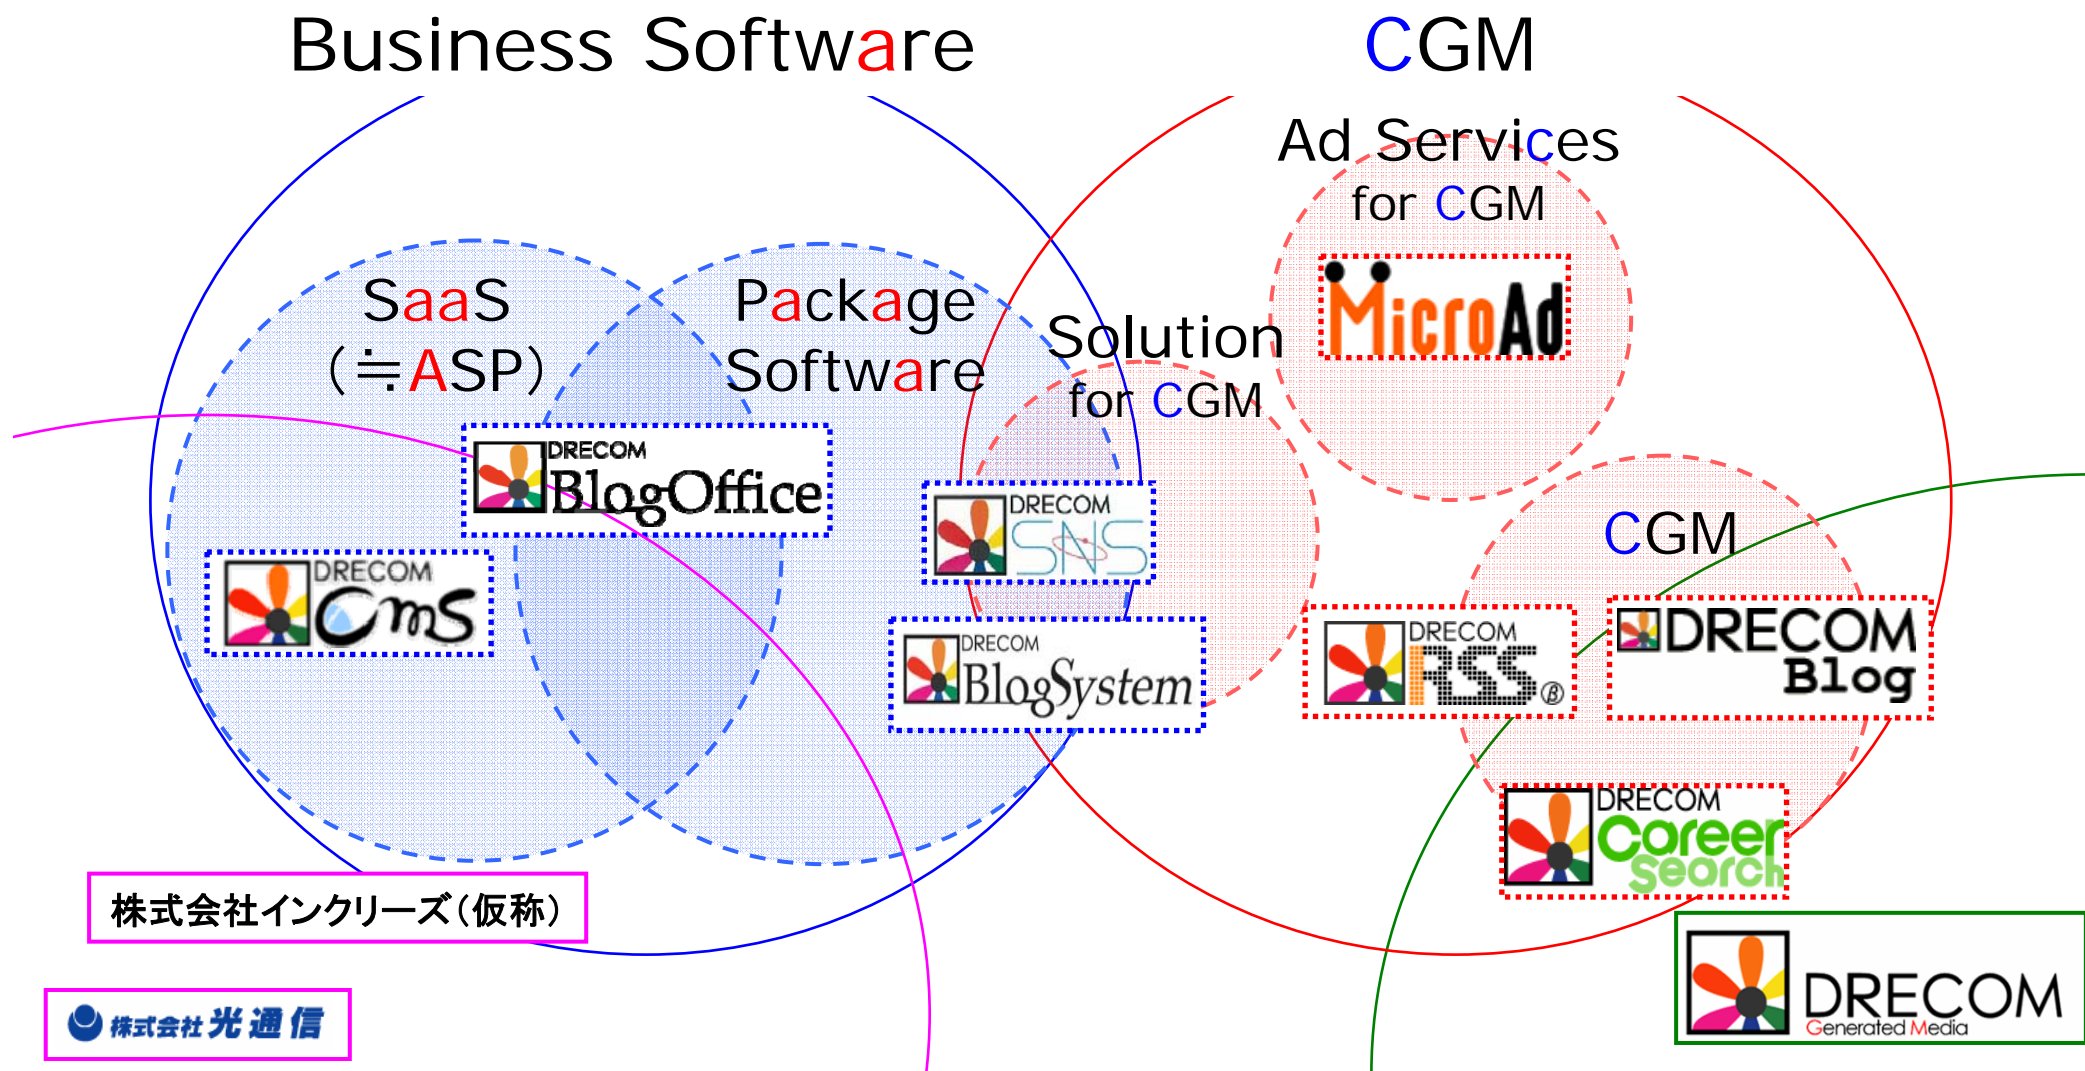 Business Software
CGM
Ad Services
for CGM
MicroAd
SaaS
（≒ASP）
Package
Software
Solution
for CGM
DRECOM
BlogOffice
DRECOM
SNS
CGM
DRECOM
CmS
DRECOM
BlogSystem
DRECOM
RSS β
DRECOM
Blog
DRECOM
Career
Search
株式会社インクリーズ（仮称）
DRECOM
Generated Media
株式会社光通信